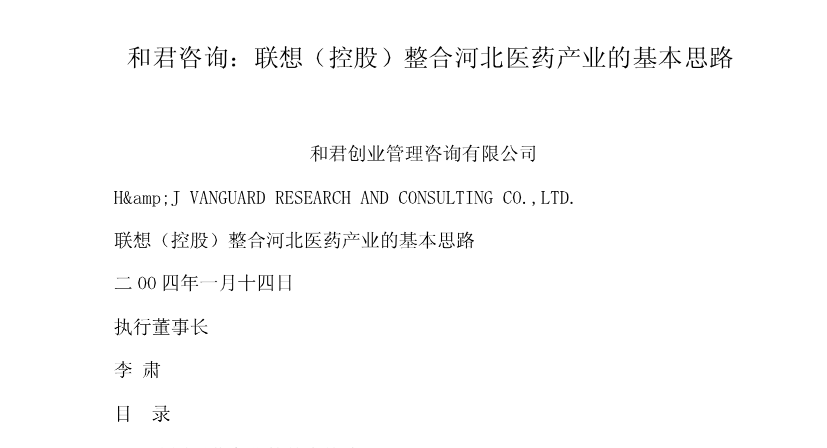 和君咨询：联想（控股）整合河北医药产业的基本思路
和君创业管理咨询有限公司
H&amp;J VANGUARD RESEARCH AND CONSULTING CO.,LTD.
联想（控股）整合河北医药产业的基本思路
二00四年一月十四日
执行董事长
李 肃
目 录